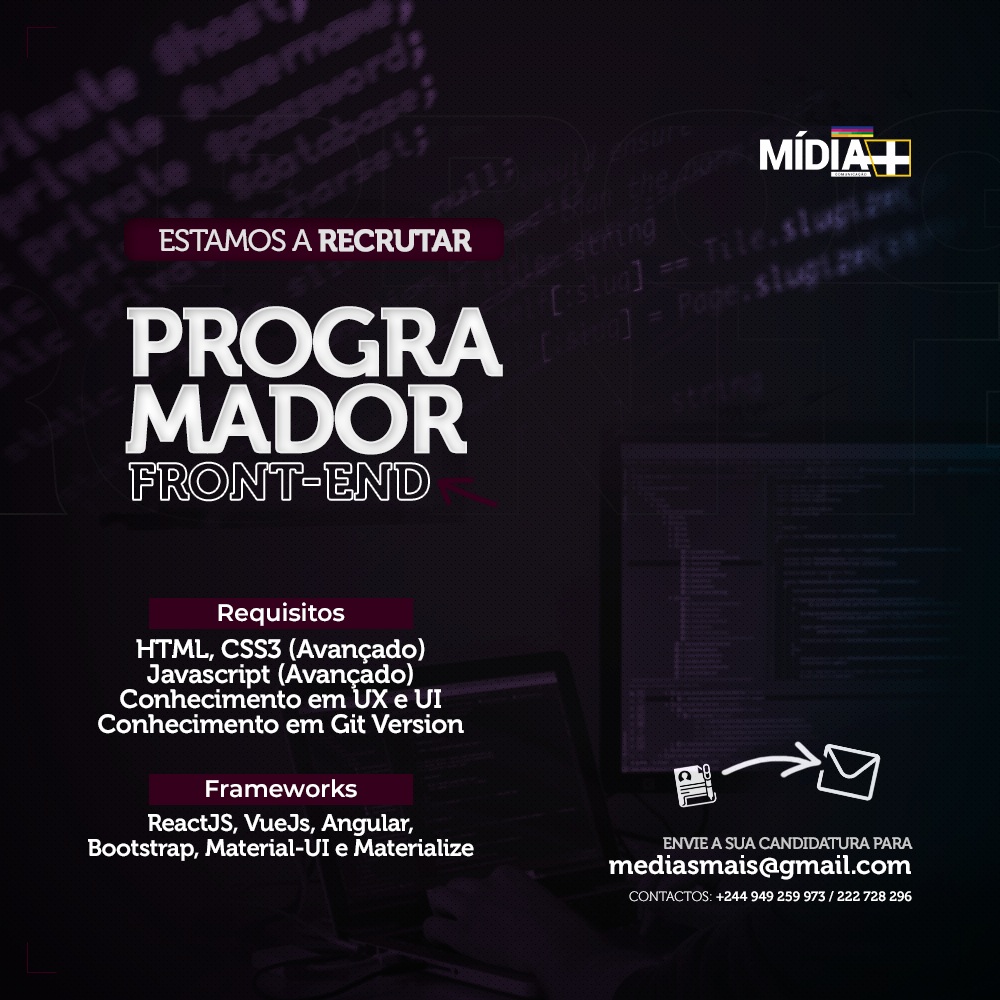 MÍDIA+
COMUNICAÇÃO
ESTAMOS A RECRUTAR
PROGRA
MADOR
FRONT-END
Requisitos
HTML, CSS3 (Avançado)
Javascript (Avançado)
Conhecimento em UX e UI
Conhecimento em Git Version
Frameworks
ReactJS, VueJs, Angular,
Bootstrap, Material-UI e Materialize
ENVIE A SUA CANDIDATURA PARA
mediasmais@gmail.com
CONTACTOS: +244 949 259 973 / 222 728 296